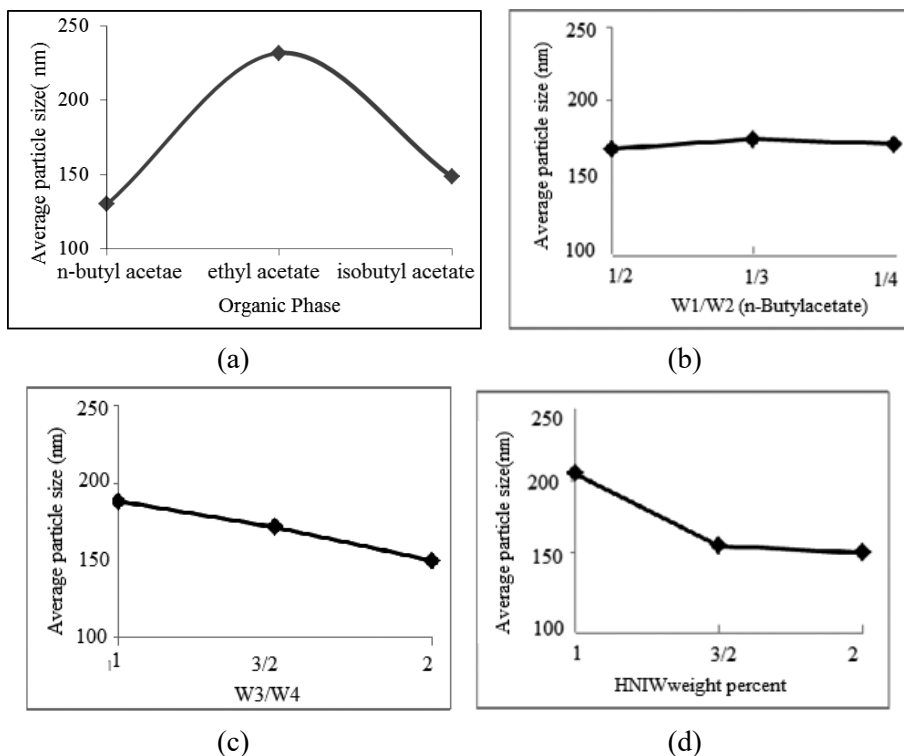 Average particle size( nm)
250
200
150
100
n-butyl acetae ethyl acetate isobutyl acetate
Organic Phase
(a)
Average particle size (nm)
250
200
150
100
1/2 1/3 1/4
W1/W2 (n-Butylacetate)
(b)
Average particle size (nm)
250
200
150
100
1 3/2 2
W3/W4
(c)
Average particle size(nm)
250
200
150
100
1 3/2 2
HNIWweight percent
(d)